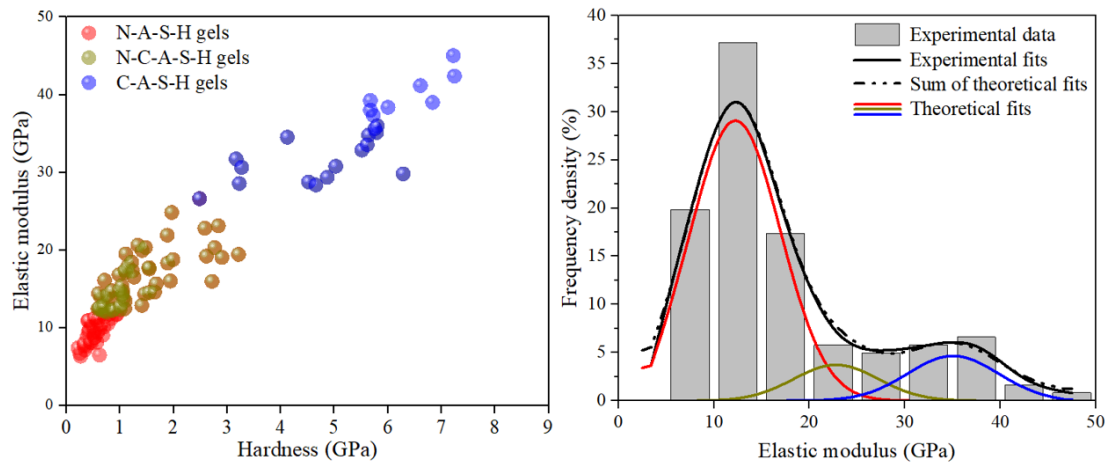 50
40
30
20
10
0
Elastic modulus (GPa)
N-A-S-H gels
N-C-A-S-H gels
C-A-S-H gels
0 1 2 3 4 5 6 7 8 9
Hardness (GPa)
40
35
30
25
20
15
10
5
0
Frequency density (%)
Experimental data
Experimental fits
Sum of theoretical fits
Theoretical fits
10 20 30 40 50
Elastic modulus (GPa)